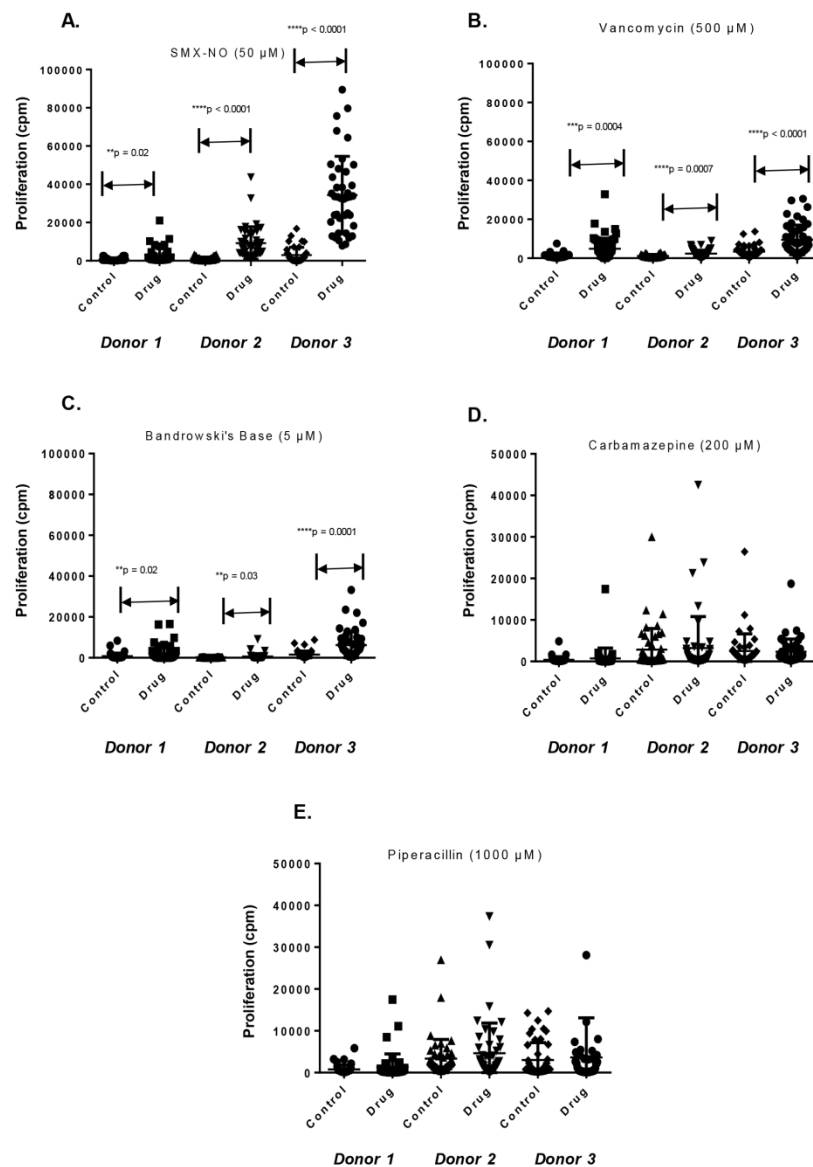 A.
SMX-NO (50 µM)
****p < 0.0001
****p < 0.0001
**p = 0.02
Proliferation (cpm)
100000
80000
60000
40000
20000
0
Control
Drug
Control
Drug
Control
Drug
Donor 1
Donor 2
Donor 3
B.
Vancomycin (500 µM)
***p = 0.0004
****p = 0.0007
****p < 0.0001
Proliferation (cpm)
100000
80000
60000
40000
20000
0
Control
Drug
Control
Drug
Control
Drug
Donor 1
Donor 2
Donor 3
C.
Bandrowski's Base (5 µM)
****p = 0.0001
**p = 0.02
**p = 0.03
Proliferation (cpm)
100000
80000
60000
40000
20000
0
Control
Drug
Control
Drug
Control
Drug
Donor 1
Donor 2
Donor 3
D.
Carbamazepine (200 µM)
Proliferation (cpm)
50000
40000
30000
20000
10000
0
Control
Drug
Control
Drug
Control
Drug
Donor 1
Donor 2
Donor 3
E.
Piperacillin (1000 µM)
Proliferation (cpm)
50000
40000
30000
20000
10000
0
Control
Drug
Control
Drug
Control
Drug
Donor 1
Donor 2
Donor 3